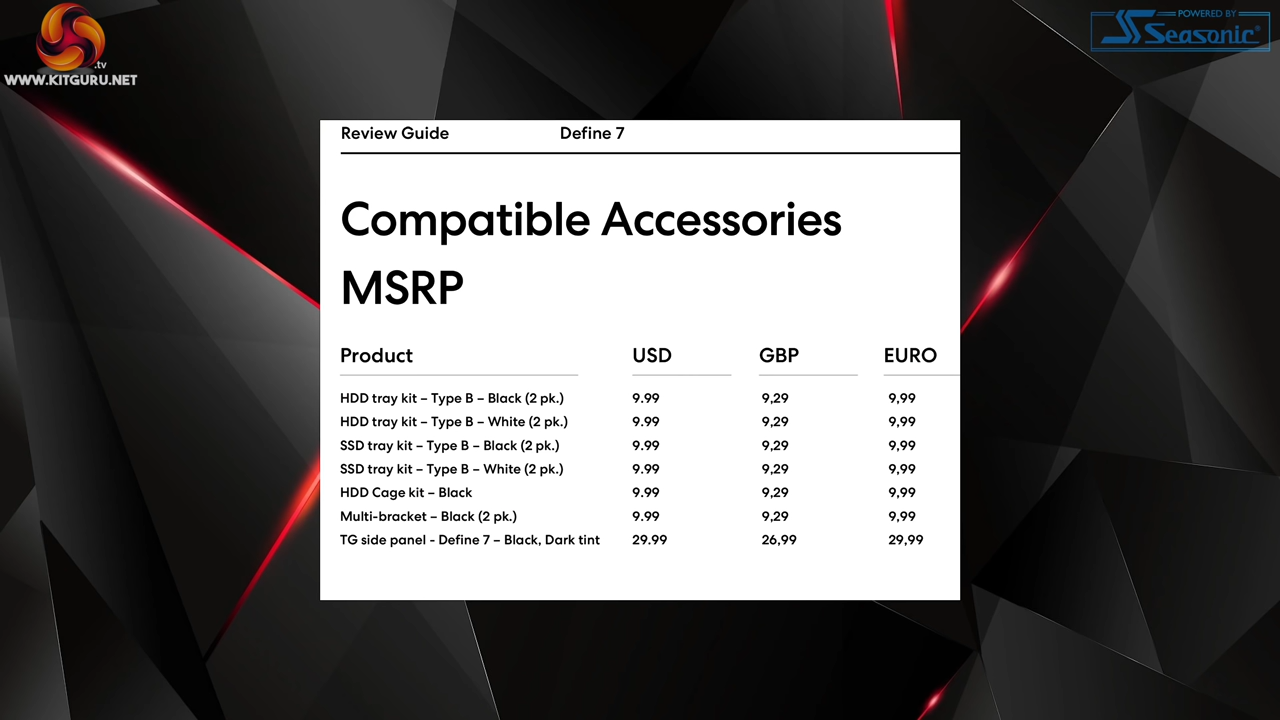 POWERED BY
Seasonic
.tv
WWW.KITGURU.NET
Review Guide Define 7
Compatible Accessories
MSRP
Product USD GBP EURO
HDD tray kit – Type B – Black (2 pk.) 9.99 9,29 9,99
HDD tray kit – Type B – White (2 pk.) 9.99 9,29 9,99
SSD tray kit – Type B – Black (2 pk.) 9.99 9,29 9,99
SSD tray kit – Type B – White (2 pk.) 9.99 9,29 9,99
HDD Cage kit – Black 9.99 9,29 9,99
Multi-bracket – Black (2 pk.) 9.99 9,29 9,99
TG side panel - Define 7 – Black, Dark tint 29.99 26,99 29,99